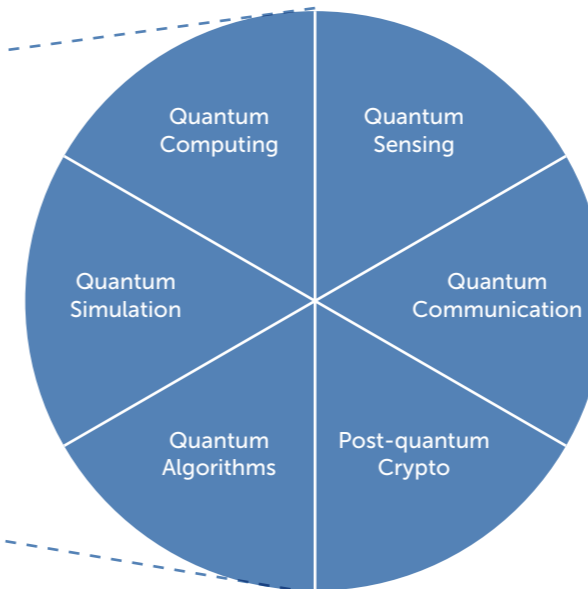 Quantum
Computing
Quantum
Sensing
Quantum
Simulation
Quantum
Communication
Quantum
Algorithms
Post-quantum
Crypto